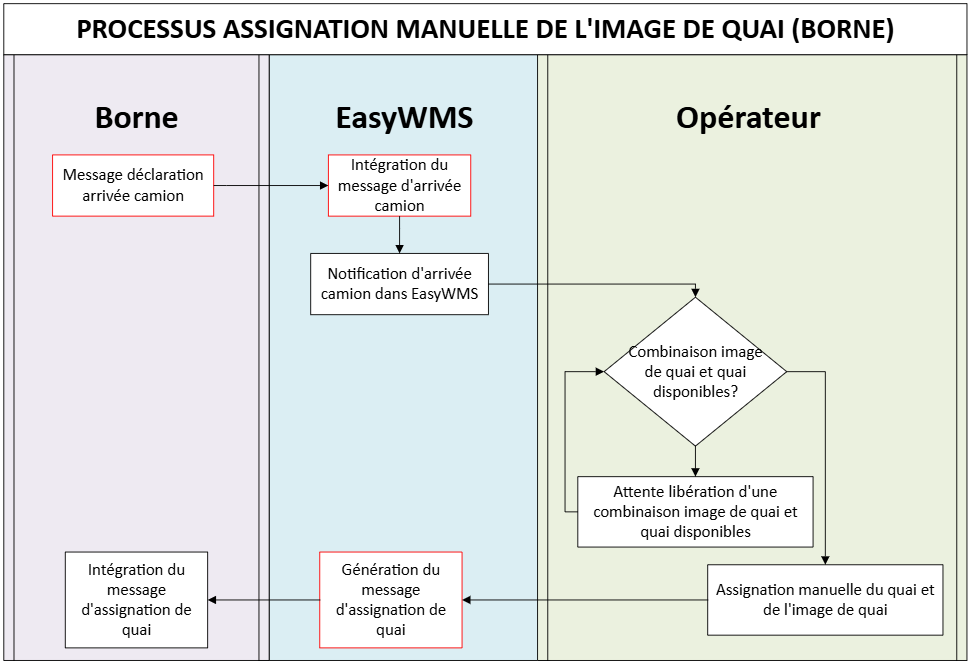 PROCESSUS ASSIGNATION MANUELLE DE L'IMAGE DE QUAI (BORNE)
Borne
EasyWMS
Opérateur
Message déclaration
arrivée camion
Intégration du
message d'arrivée
camion
Notification d'arrivée
camion dans EasyWMS
Combinaison image
de quai et quai
disponibles?
Attente libération d'une
combinaison image de quai et
quai disponibles
Assignation manuelle du quai et
de l'image de quai
Génération du
message
d'assignation de
quai
Intégration du
message
d'assignation de
quai